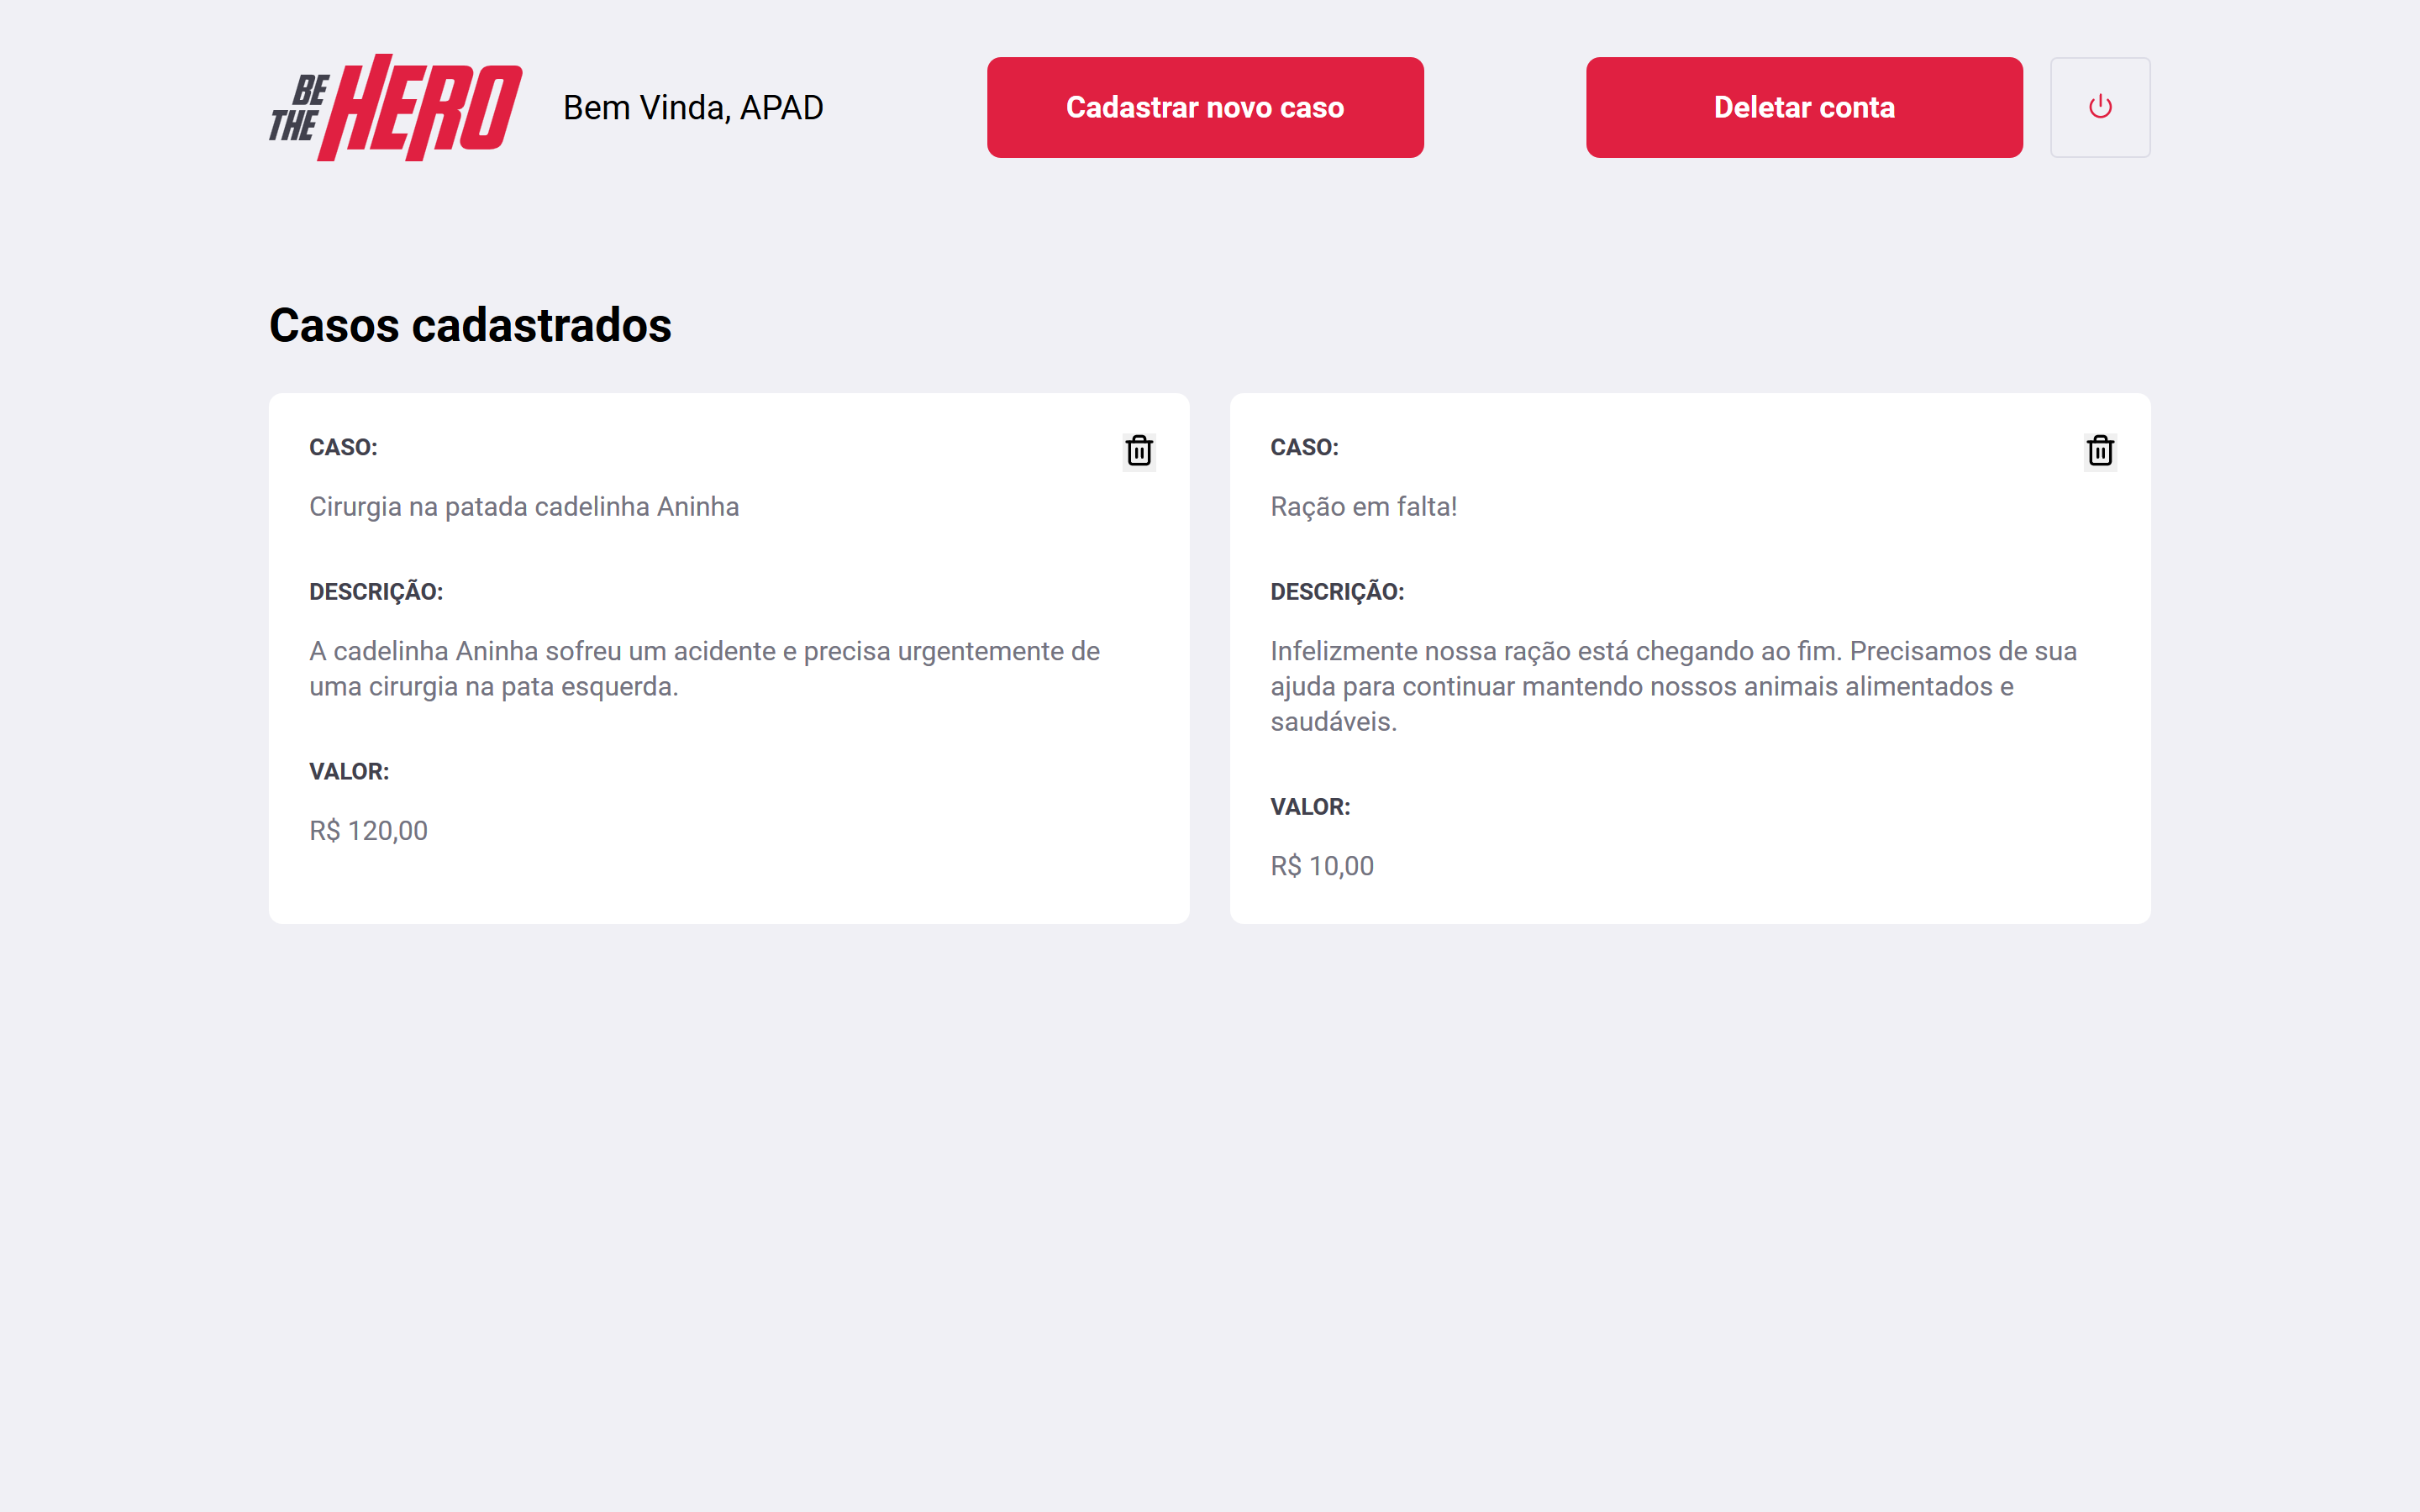 BE
THE HERO
Bem Vinda, APAD
Cadastrar novo caso
Deletar conta
Casos cadastrados
CASO:
Cirurgia na patada cadelinha Aninha
DESCRIÇÃO:
A cadelinha Aninha sofreu um acidente e precisa urgentemente de
uma cirurgia na pata esquerda.
VALOR:
R$ 120,00
CASO:
Ração em falta!
DESCRIÇÃO:
Infelizmente nossa ração está chegando ao fim. Precisamos de sua
ajuda para continuar mantendo nossos animais alimentados e
saudáveis.
VALOR:
R$ 10,00